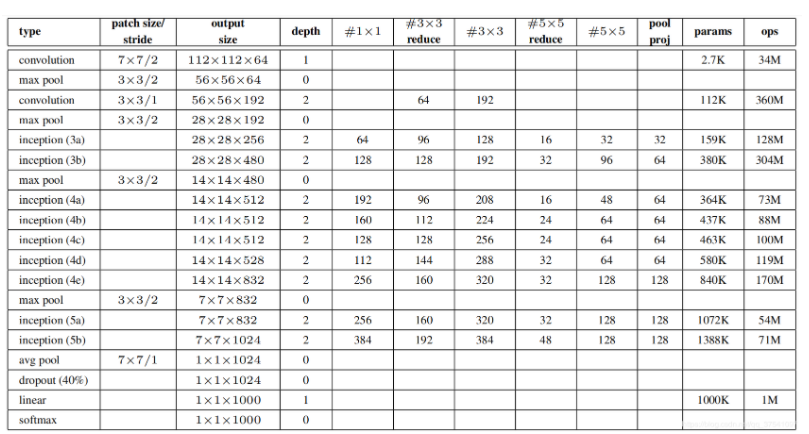 type patch size/ stride output size depth #1×1 #3×3 reduce #3×3 #5×5 reduce #5×5 pool proj params ops
convolution 7×7/2 112×112×64 1 2.7K 34M
max pool 3×3/2 56×56×64 0
convolution 3×3/1 56×56×192 2 64 192 112K 360M
max pool 3×3/2 28×28×192 0
inception (3a) 28×28×256 2 64 96 128 16 32 32 159K 128M
inception (3b) 28×28×480 2 128 128 192 32 96 64 380K 304M
max pool 3×3/2 14×14×480 0
inception (4a) 14×14×512 2 192 96 208 16 48 64 364K 73M
inception (4b) 14×14×512 2 160 112 224 24 64 64 437K 88M
inception (4c) 14×14×512 2 128 128 256 24 64 64 463K 100M
inception (4d) 14×14×528 2 112 144 288 32 64 64 580K 119M
inception (4e) 14×14×832 2 256 160 320 32 128 128 840K 170M
max pool 3×3/2 7×7×832 0
inception (5a) 7×7×832 2 256 160 320 32 128 128 1072K 54M
inception (5b) 7×7×1024 2 384 192 384 48 128 128 1388K 71M
avg pool 7×7/1 1×1×1024 0
dropout (40%) 1×1×1024 0
linear 1×1×1000 1 1000K 1M
softmax 1×1×1000 0